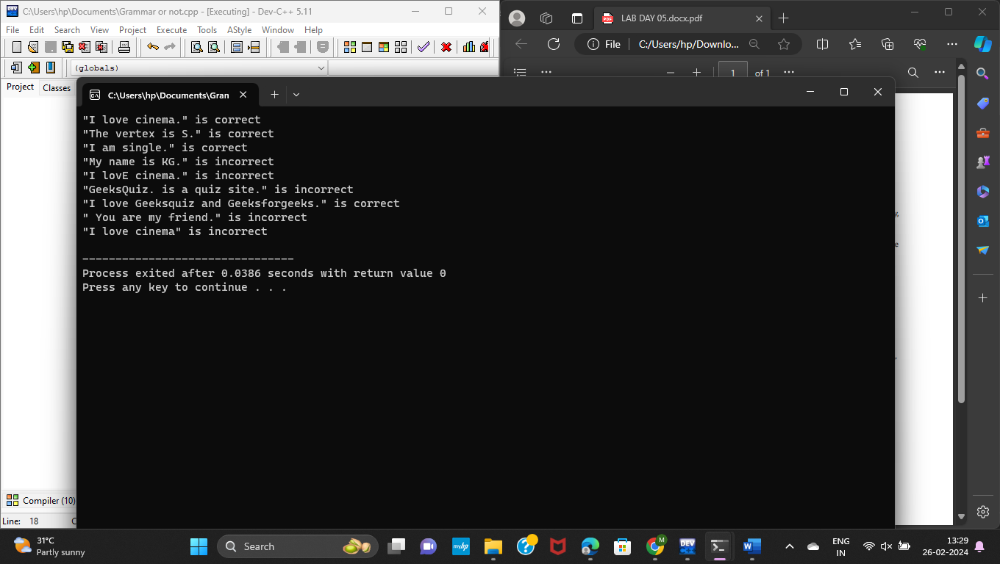 C:\Users\hp\Documents\Grammar or not.cpp - [Executing] - Dev-C++ 5.11
File Edit Search View Project Execute Tools AStyle Window Help
(globals)
Project Classes
LAB DAY 05.docx.pdf
File C:/Users/hp/Downlo...
1 of 1
C:\Users\hp\Documents\Gran
"I love cinema." is correct
"The vertex is S." is correct
"I am single." is correct
"My name is KG." is incorrect
"I lovE cinema." is incorrect
"GeeksQuiz. is a quiz site." is incorrect
"I love Geeksquiz and Geeksforgeeks." is correct
" You are my friend." is incorrect
"I love cinema" is incorrect
--------------------------------
Process exited after 0.0386 seconds with return value 0
Press any key to continue . . .
Compiler (10)
Line: 18
31°C
Partly sunny
Search
myhp
DEV
M
ENG
IN
13:29
26-02-2024